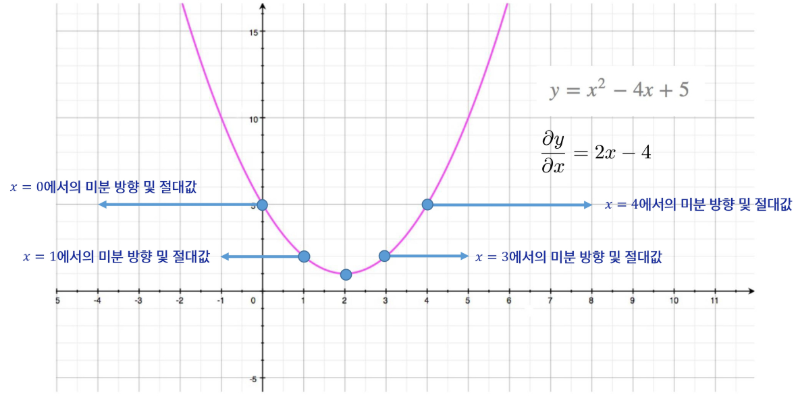 15
y = x² − 4x + 5
10
∂y/∂x = 2x − 4
x = 0에서의 미분 방향 및 절대값
5
x = 4에서의 미분 방향 및 절대값
x = 1에서의 미분 방향 및 절대값
x = 3에서의 미분 방향 및 절대값
5 -4 -3 -2 -1 0 1 2 3 4 5 6 7 8 9 10 11
-5